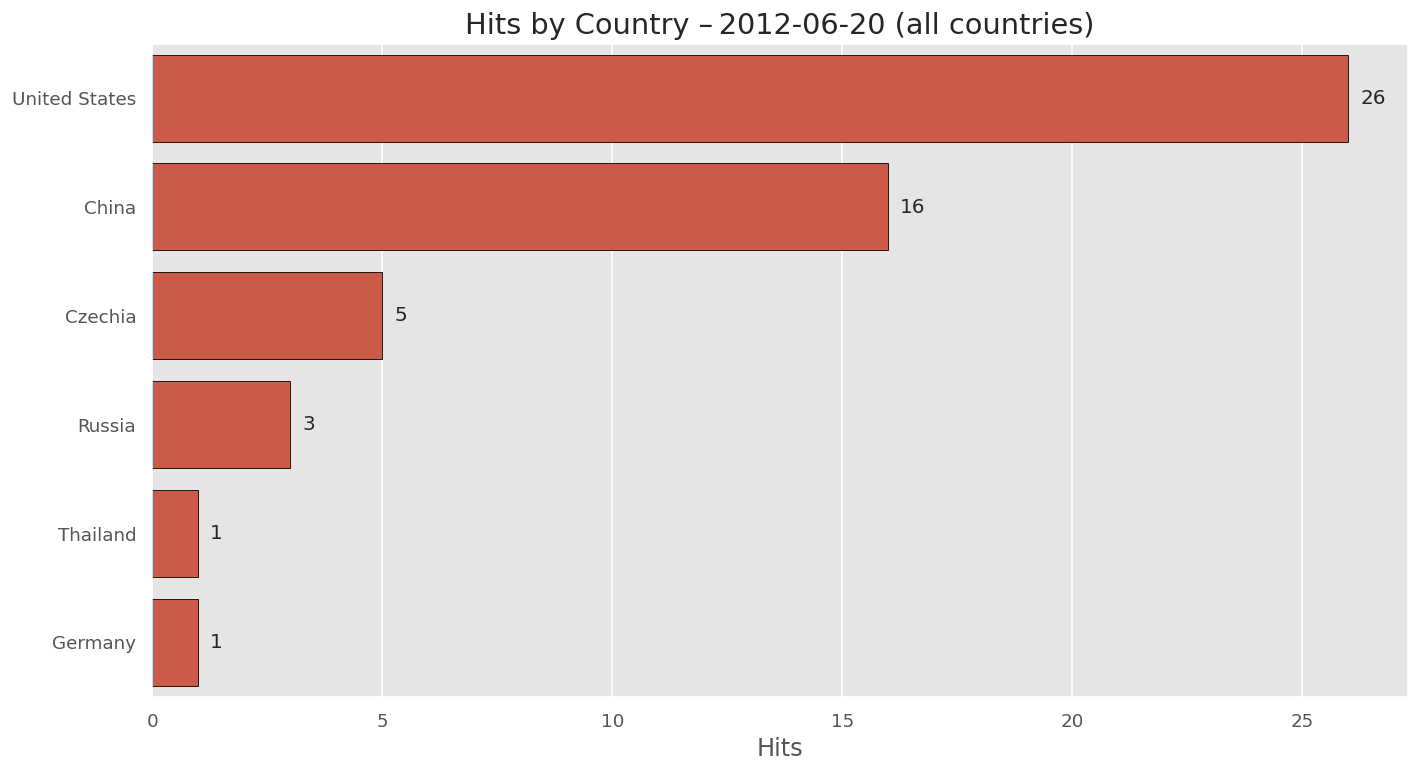 Hits by Country – 2012-06-20 (all countries)
United States 26
China 16
Czechia 5
Russia 3
Thailand 1
Germany 1
0 5 10 15 20 25
Hits